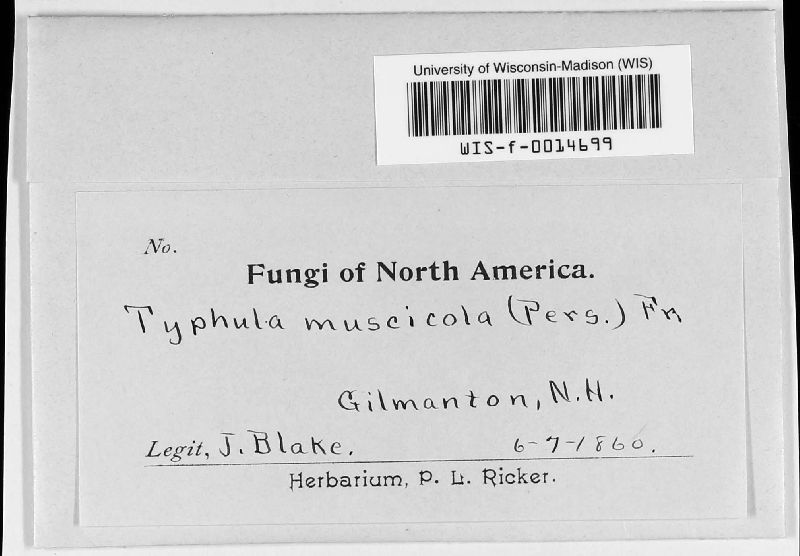 University of Wisconsin-Madison (WIS)
WIS-f-0014699
No.
Fungi of North America.
Typhula muscicola (Pers.) Fr.
Gilmanton, N.H.
Legit, J. Blake. 6-7-1860.
Herbarium, P. L. Ricker.